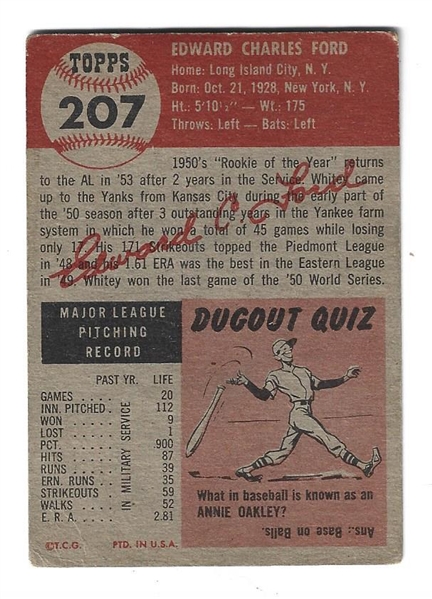 TOPPS
207
EDWARD CHARLES FORD
Home: Long Island City, N. Y.
Born: Oct. 21, 1928, New York, N. Y.
Ht.: 5'10½" — Wt.: 175
Throws: Left — Bats: Left
1950's "Rookie of the Year" returns
to the AL in '53 after 2 years in the Service. Whitey came
up to the Yanks from Kansas City during the early part of
the '50 season after 3 outstanding years in the Yankee farm
system in which he won a total of 45 games while losing
only 17. His 171 strikeouts topped the Piedmont League
in '48 and his 1.61 ERA was the best in the Eastern League
in '49. Whitey won the last game of the '50 World Series.
Edward C. Ford
MAJOR LEAGUE
PITCHING
RECORD
PAST YR. LIFE
GAMES 20
INN. PITCHED 112
WON 9
LOST 1
PCT. .900
HITS 87
RUNS 39
ERN. RUNS 35
STRIKEOUTS 59
WALKS 52
E. R. A. 2.81
IN MILITARY SERVICE
©T.C.G. PTD. IN U.S.A.
DUGOUT QUIZ
What in baseball is known as an
ANNIE OAKLEY?
Ans.: Base on Balls.